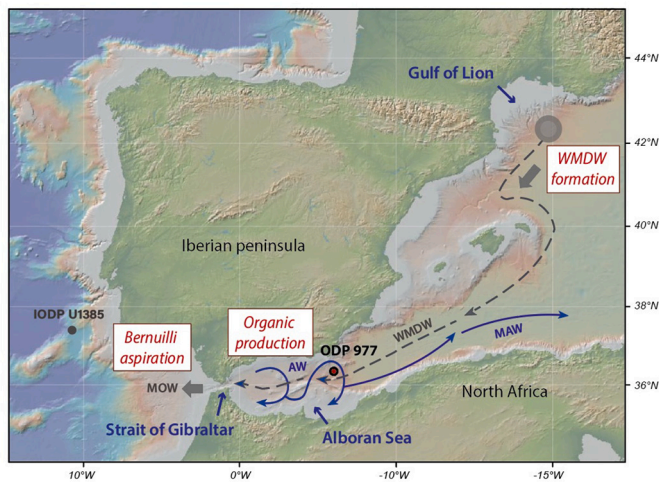 44°N
Gulf of Lion
42°N
WMDW
formation
40°N
Iberian peninsula
IODP U1385
38°N
Bernuilli
aspiration
Organic
production
WMDW
MAW
ODP 977
AW
MOW
36°N
North Africa
Strait of Gibraltar
Alboran Sea
10°W
0°W
-10°W
-15°W